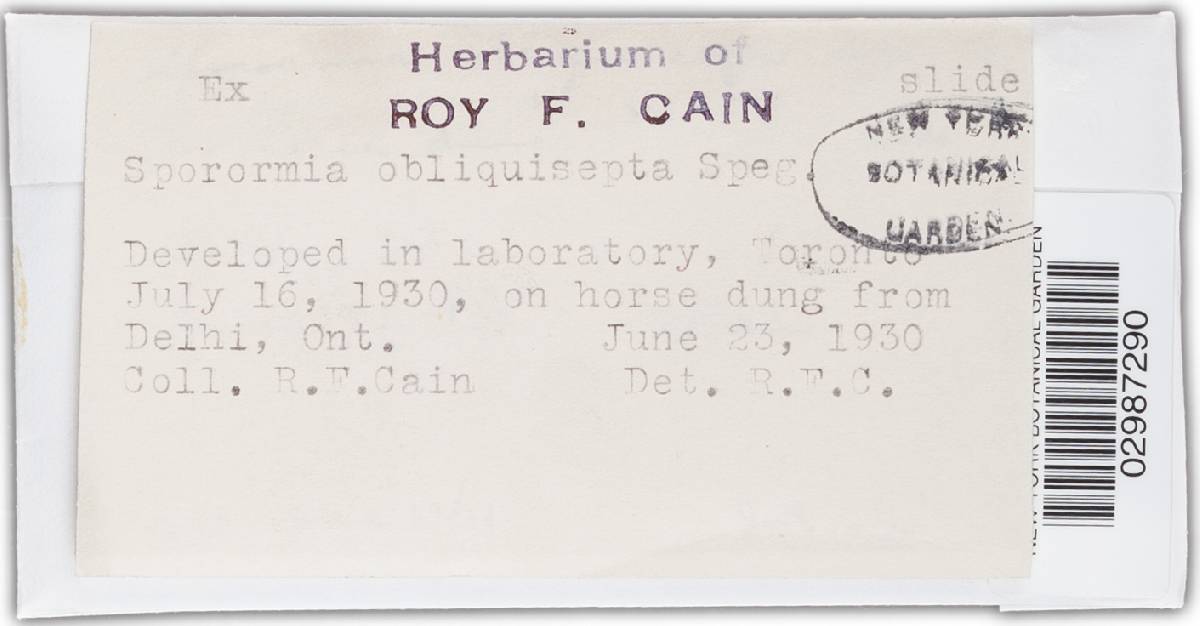 Herbarium of
Ex
slide
ROY F. CAIN
Sporormia obliquisepta Speg.
NEW YORK
BOTANICAL
GARDEN
Developed in laboratory, Toronto
July 16, 1930, on horse dung from
Delhi, Ont. June 23, 1930
Coll. R.F.Cain Det. R.F.C.
NEW YORK BOTANICAL GARDEN
02987290